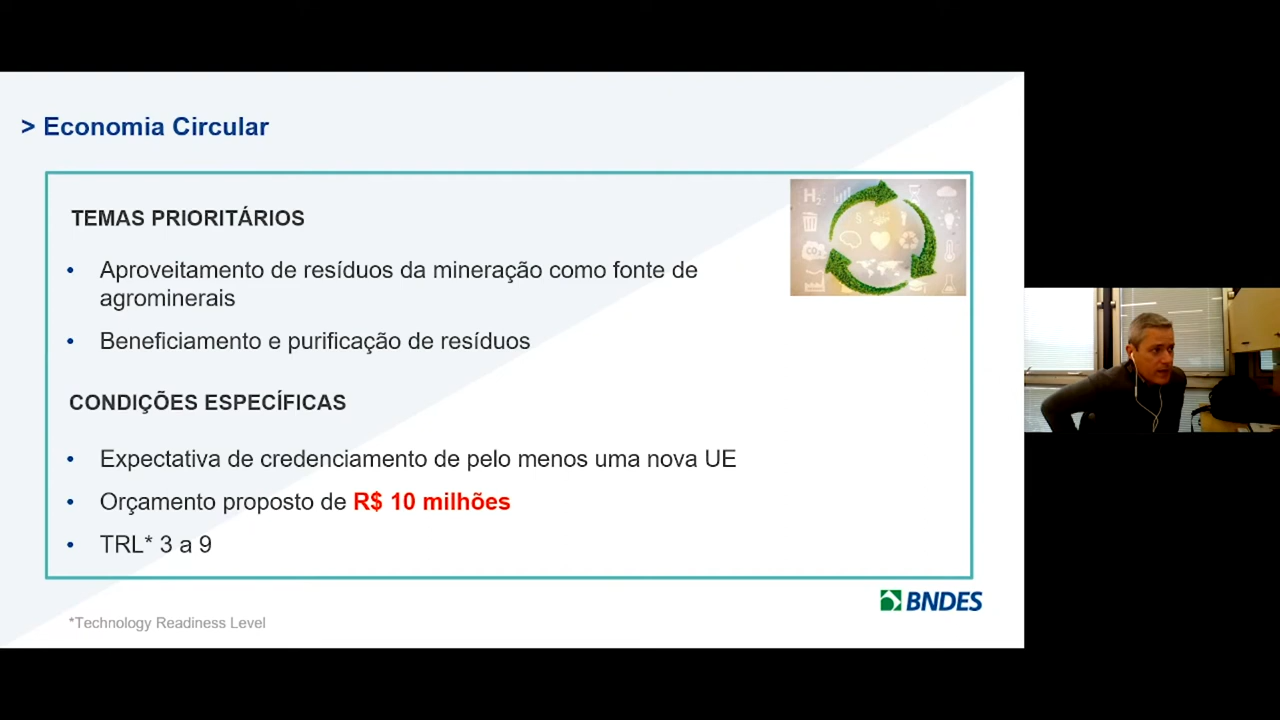 > Economia Circular
TEMAS PRIORITÁRIOS
H₂
CO₂
• Aproveitamento de resíduos da mineração como fonte de
agrominerais
• Beneficiamento e purificação de resíduos
CONDIÇÕES ESPECÍFICAS
• Expectativa de credenciamento de pelo menos uma nova UE
• Orçamento proposto de R$ 10 milhões
• TRL* 3 a 9
BNDES
*Technology Readiness Level